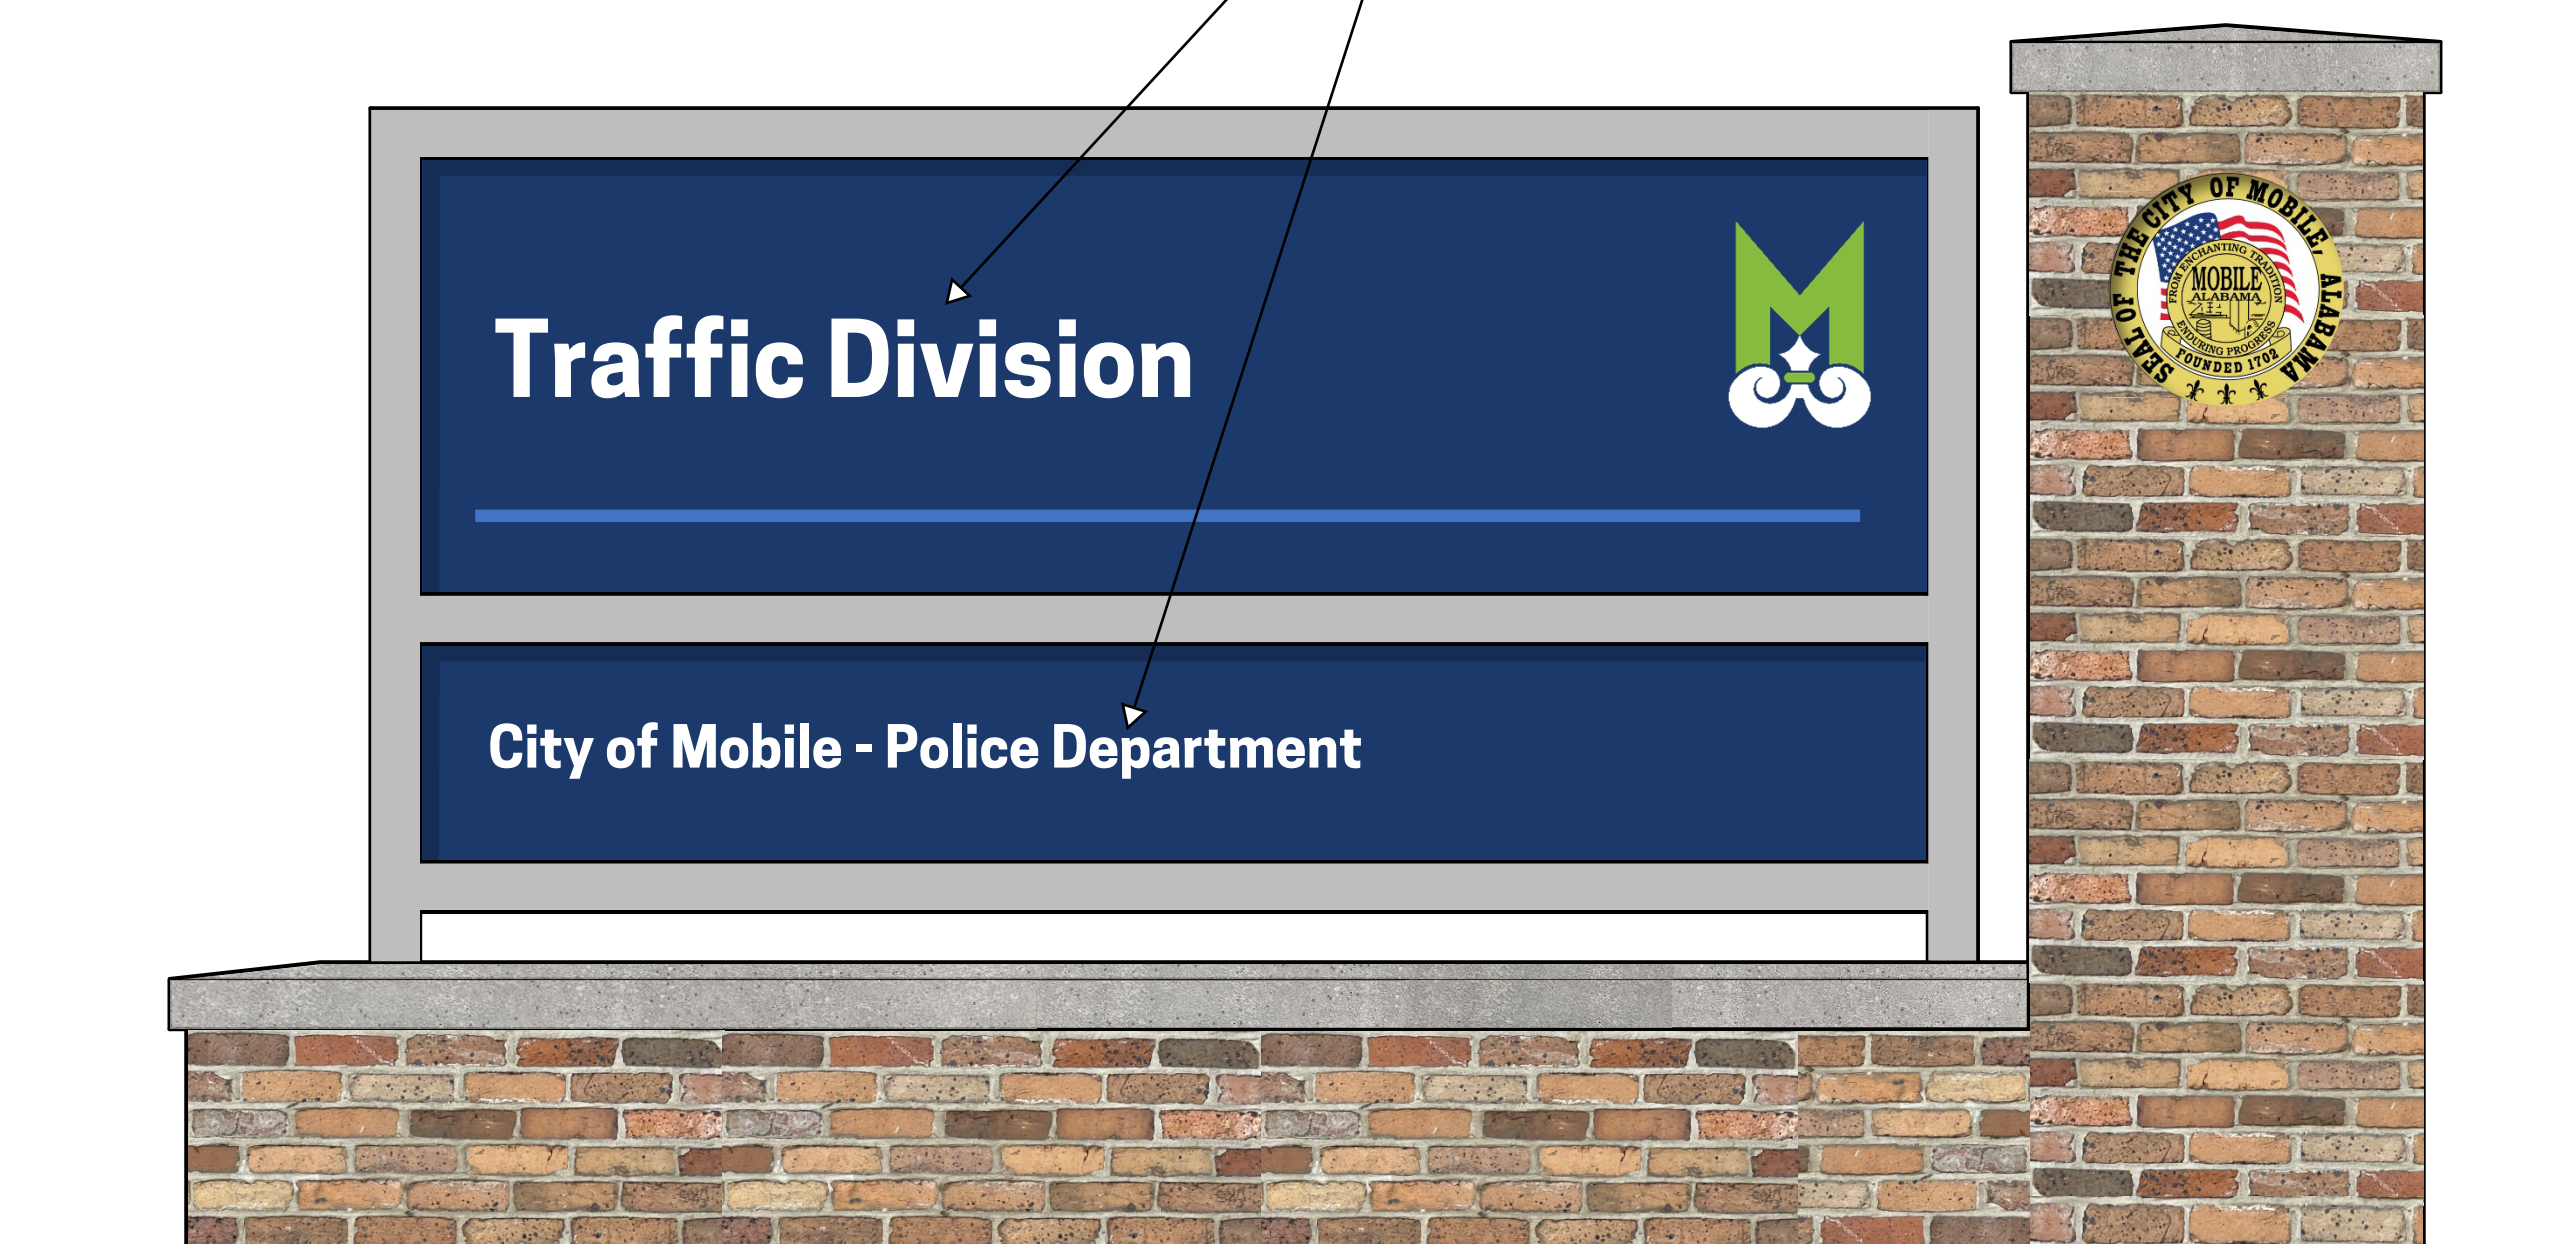 Traffic Division
City of Mobile - Police Department
SEAL OF THE CITY OF MOBILE, ALABAMA
FROM ENCHANTING TRADITION
MOBILE
ALABAMA
ENDURING PROGRESS
FOUNDED 1702